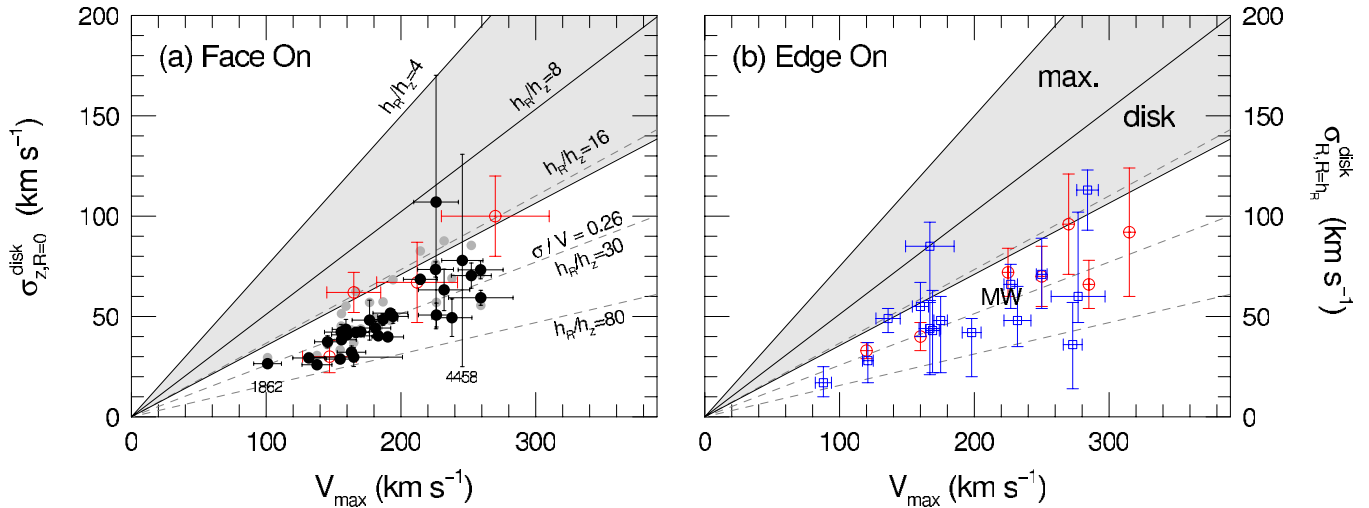 (a) Face On
h_R/h_z=4
h_R/h_z=8
h_R/h_z=16
σ/V = 0.26
h_R/h_z=30
h_R/h_z=80
1862
4458
200
150
100
50
0
σ^disk_z,R=0 (km s⁻¹)
0 100 200 300
V_max (km s⁻¹)
(b) Edge On
max.
disk
MW
200
150
100
50
0
σ^disk_R,R=h_R (km s⁻¹)
0 100 200 300
V_max (km s⁻¹)